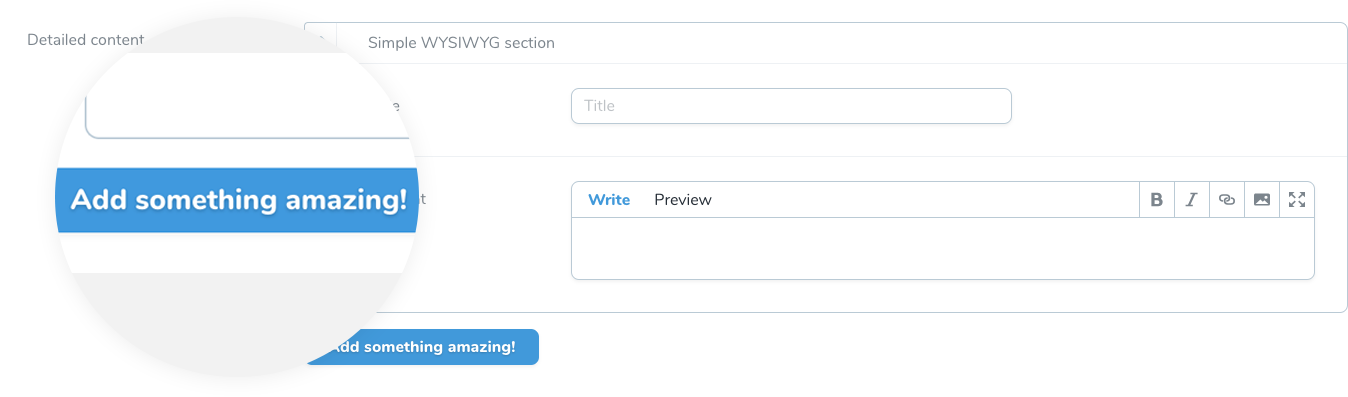 Detailed content
Simple WYSIWYG section
Title
Add something amazing!
Write Preview B I
Add something amazing!